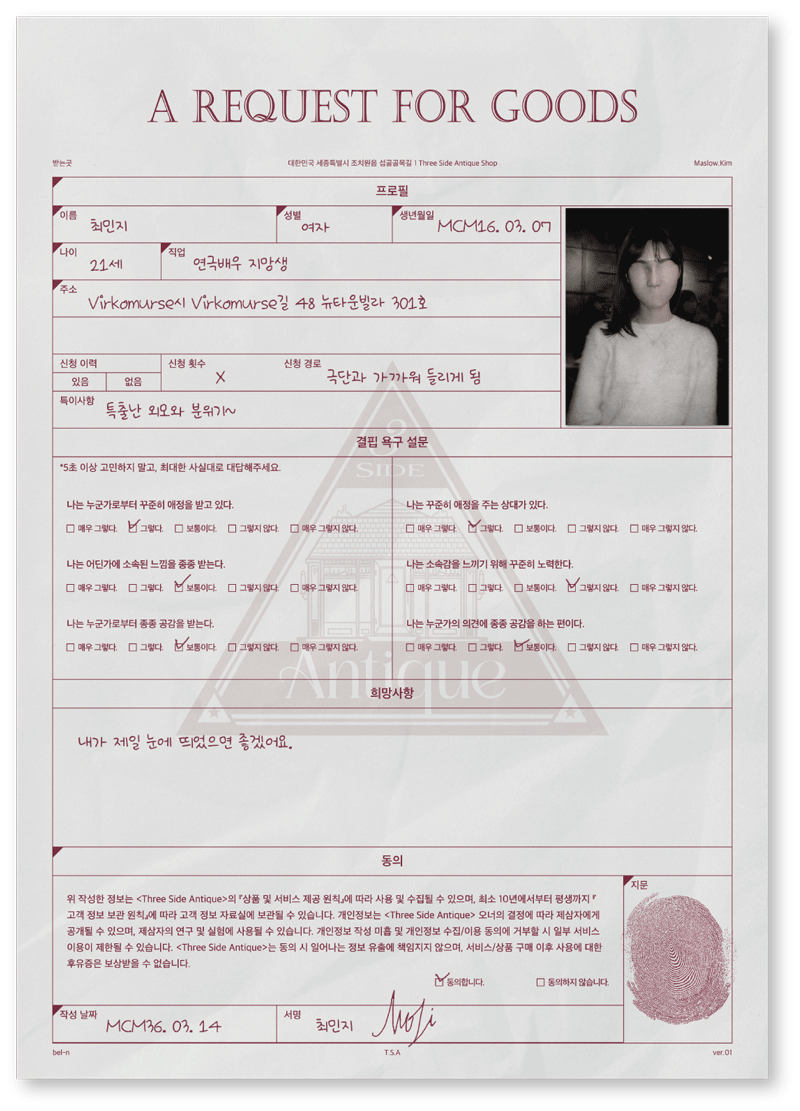 A REQUEST FOR GOODS
받는곳 대한민국 세종특별시 조치원읍 섭골골목길 | Three Side Antique Shop Maslow.Kim
프로필
이름 최민지 성별 여자 생년월일 MCM16. 03. 07
나이 21세 직업 연극배우 지망생
주소 Virkomurse시 Virkomurse길 48 뉴타운빌라 301호
신청 이력 신청 횟수 X 신청 경로 극단과 가까워 들리게 됨
있음 없음
특이사항 특출난 외모와 분위기~
결핍 욕구 설문
*5초 이상 고민하지 말고, 최대한 사실대로 대답해주세요.
3
SIDE
나는 누군가로부터 꾸준히 애정을 받고 있다. 나는 꾸준히 애정을 주는 상대가 있다.
매우 그렇다. 그렇다. 보통이다. 그렇지 않다. 매우 그렇지 않다. 매우 그렇다. 그렇다. 보통이다. 그렇지 않다. 매우 그렇지 않다.
나는 어딘가에 소속된 느낌을 종종 받는다. 나는 소속감을 느끼기 위해 꾸준히 노력한다.
매우 그렇다. 그렇다. 보통이다. 그렇지 않다. 매우 그렇지 않다. 매우 그렇다. 그렇다. 보통이다. 그렇지 않다. 매우 그렇지 않다.
나는 누군가로부터 종종 공감을 받는다. 나는 누군가의 의견에 종종 공감을 하는 편이다.
매우 그렇다. 그렇다. 보통이다. 그렇지 않다. 매우 그렇지 않다. 매우 그렇다. 그렇다. 보통이다. 그렇지 않다. 매우 그렇지 않다.
Antique
희망사항
내가 제일 눈에 띄었으면 좋겠어요.
동의
위 작성한 정보는 <Three Side Antique>의 『상품 및 서비스 제공 원칙』에 따라 사용 및 수집될 수 있으며, 최소 10년에서부터 평생까지 『
고객 정보 보관 원칙』에 따라 고객 정보 자료실에 보관될 수 있습니다. 개인정보는 <Three Side Antique> 오너의 결정에 따라 제삼자에게
공개될 수 있으며, 제삼자의 연구 및 실험에 사용될 수 있습니다. 개인정보 작성 미흡 및 개인정보 수집/이용 동의에 거부할 시 일부 서비스
이용이 제한될 수 있습니다. <Three Side Antique>는 동의 시 일어나는 정보 유출에 책임지지 않으며, 서비스/상품 구매 이후 사용에 대한
후유증은 보상받을 수 없습니다.
동의합니다. 동의하지 않습니다.
지문
작성 날짜 MCM36. 03. 14 서명 최민지
bel-n T.S.A ver.01